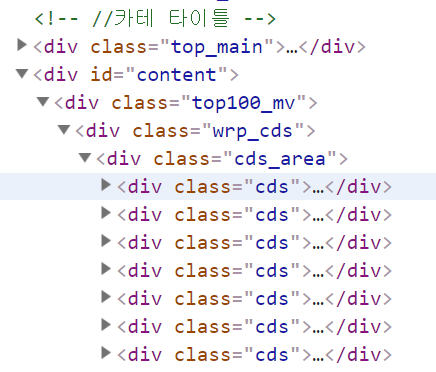 <!-- //카테 타이틀 -->
▶<div class="top_main">…</div>
▼<div id="content">
▼<div class="top100_mv">
▼<div class="wrp_cds">
▼<div class="cds_area">
▶<div class="cds">…</div>
▶<div class="cds">…</div>
▶<div class="cds">…</div>
▶<div class="cds">…</div>
▶<div class="cds">…</div>
▶<div class="cds">…</div>
▶<div class="cds">…</div>